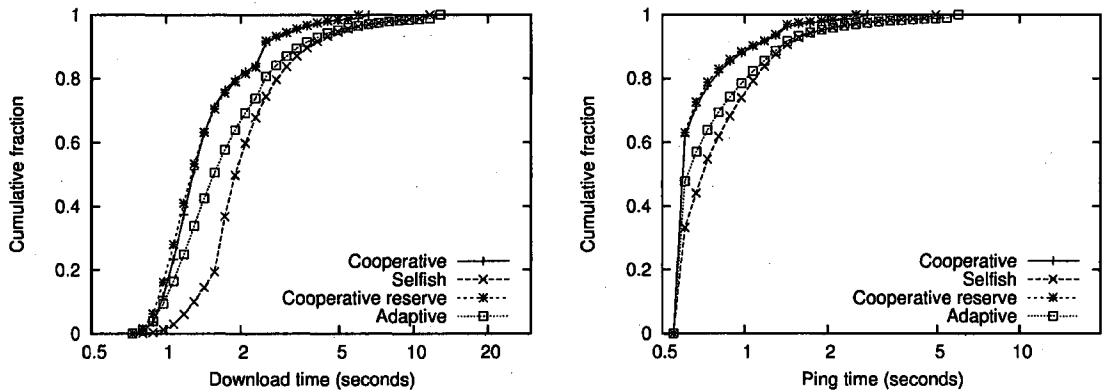 1
0.8
0.6
0.4
0.2
0
Cumulative fraction
Cooperative
Selfish
Cooperative reserve
Adaptive
0.5 1 2 5 10 20
Download time (seconds)
1
0.8
0.6
0.4
0.2
0
Cumulative fraction
Cooperative
Selfish
Cooperative reserve
Adaptive
0.5 1 2 5 10
Ping time (seconds)